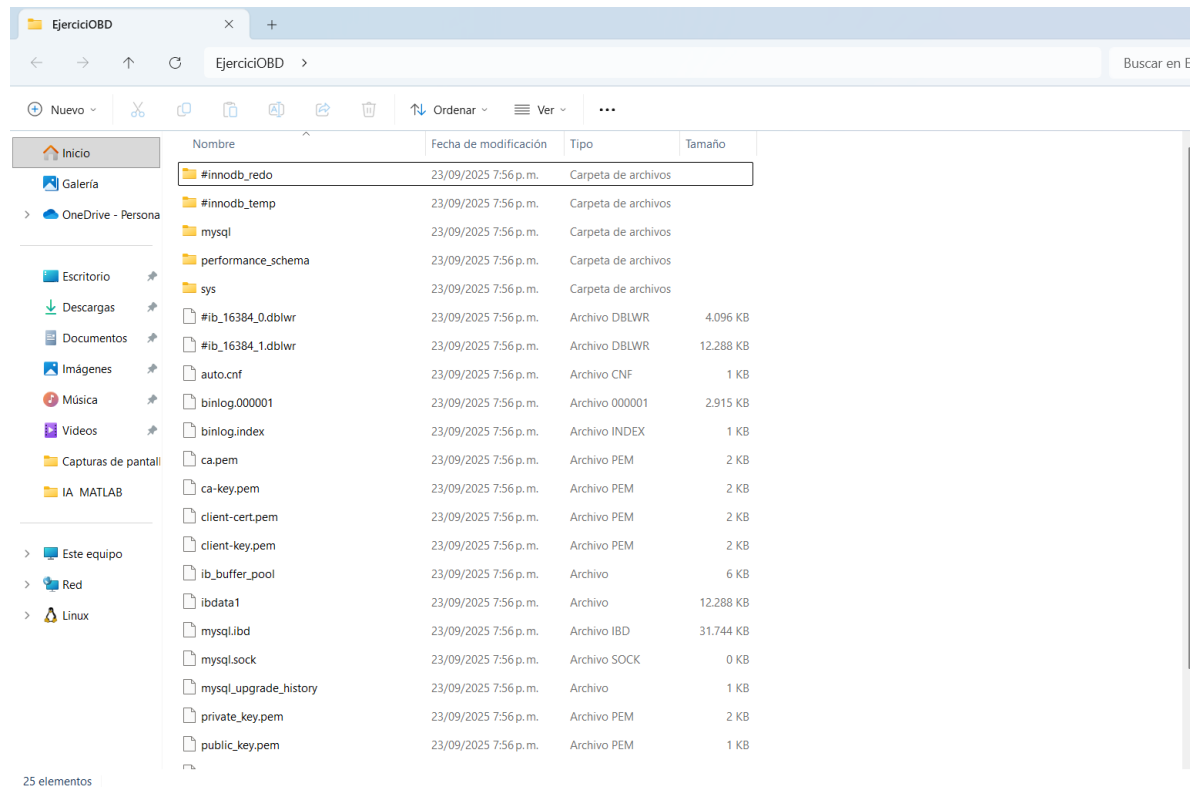 EjerciciOBD
EjerciciOBD
Buscar en E
Nuevo
Ordenar
Ver
Inicio
Galería
OneDrive - Persona
Escritorio
Descargas
Documentos
Imágenes
Música
Videos
Capturas de pantall
IA MATLAB
Este equipo
Red
Linux
Nombre Fecha de modificación Tipo Tamaño
#innodb_redo 23/09/2025 7:56 p. m. Carpeta de archivos
#innodb_temp 23/09/2025 7:56 p. m. Carpeta de archivos
mysql 23/09/2025 7:56 p. m. Carpeta de archivos
performance_schema 23/09/2025 7:56 p. m. Carpeta de archivos
sys 23/09/2025 7:56 p. m. Carpeta de archivos
#ib_16384_0.dblwr 23/09/2025 7:56 p. m. Archivo DBLWR 4.096 KB
#ib_16384_1.dblwr 23/09/2025 7:56 p. m. Archivo DBLWR 12.288 KB
auto.cnf 23/09/2025 7:56 p. m. Archivo CNF 1 KB
binlog.000001 23/09/2025 7:56 p. m. Archivo 000001 2.915 KB
binlog.index 23/09/2025 7:56 p. m. Archivo INDEX 1 KB
ca.pem 23/09/2025 7:56 p. m. Archivo PEM 2 KB
ca-key.pem 23/09/2025 7:56 p. m. Archivo PEM 2 KB
client-cert.pem 23/09/2025 7:56 p. m. Archivo PEM 2 KB
client-key.pem 23/09/2025 7:56 p. m. Archivo PEM 2 KB
ib_buffer_pool 23/09/2025 7:56 p. m. Archivo 6 KB
ibdata1 23/09/2025 7:56 p. m. Archivo 12.288 KB
mysql.ibd 23/09/2025 7:56 p. m. Archivo IBD 31.744 KB
mysql.sock 23/09/2025 7:56 p. m. Archivo SOCK 0 KB
mysql_upgrade_history 23/09/2025 7:56 p. m. Archivo 1 KB
private_key.pem 23/09/2025 7:56 p. m. Archivo PEM 2 KB
public_key.pem 23/09/2025 7:56 p. m. Archivo PEM 1 KB
25 elementos